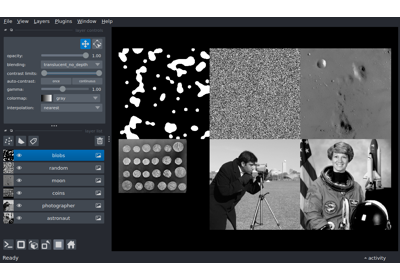 File View Layers Plugins Window Help
opacity: 1.00
blending: translucent_no_depth
contrast limits:
auto-contrast: once continuous
gamma: 1.00
colormap: gray
interpolation: nearest
blobs
random
moon
coins
photographer
astronaut
Ready
activity